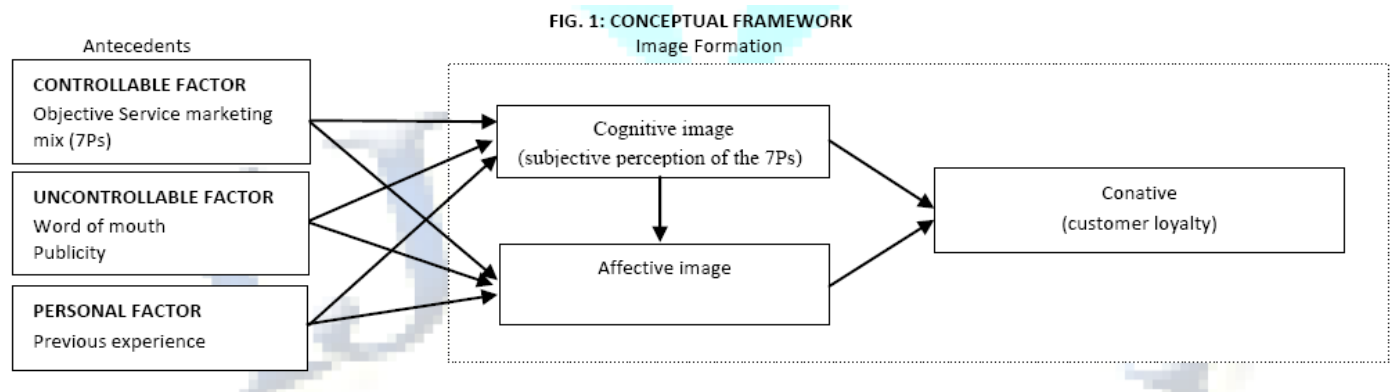 FIG. 1: CONCEPTUAL FRAMEWORK
Antecedents
Image Formation
CONTROLLABLE FACTOR
Objective Service marketing
mix (7Ps)
UNCONTROLLABLE FACTOR
Word of mouth
Publicity
PERSONAL FACTOR
Previous experience
Cognitive image
(subjective perception of the 7Ps)
Affective image
Conative
(customer loyalty)